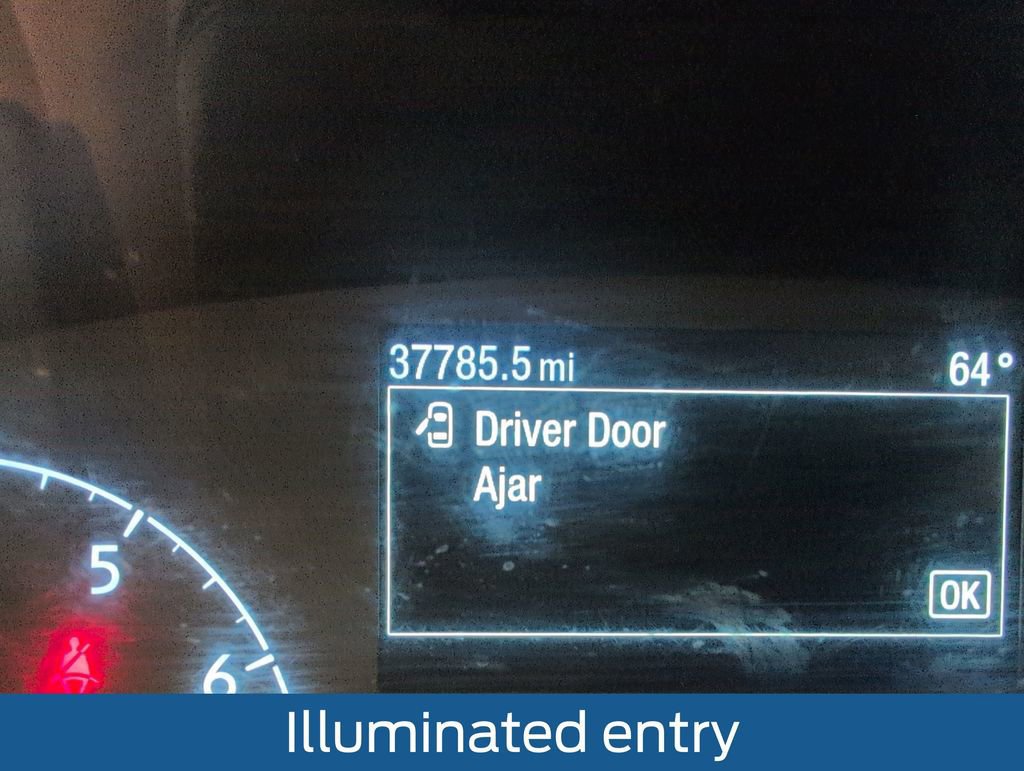 37785.5 mi 64°
Driver Door
Ajar
OK
5
6
Illuminated entry